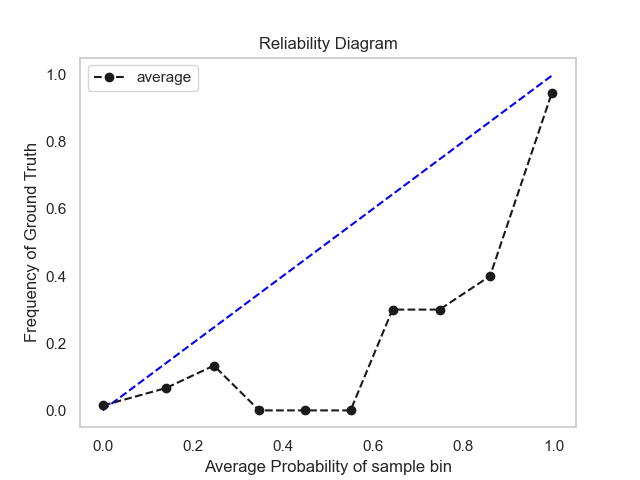 Reliability Diagram
average
Frequency of Ground Truth
1.0
0.8
0.6
0.4
0.2
0.0
0.0 0.2 0.4 0.6 0.8 1.0
Average Probability of sample bin